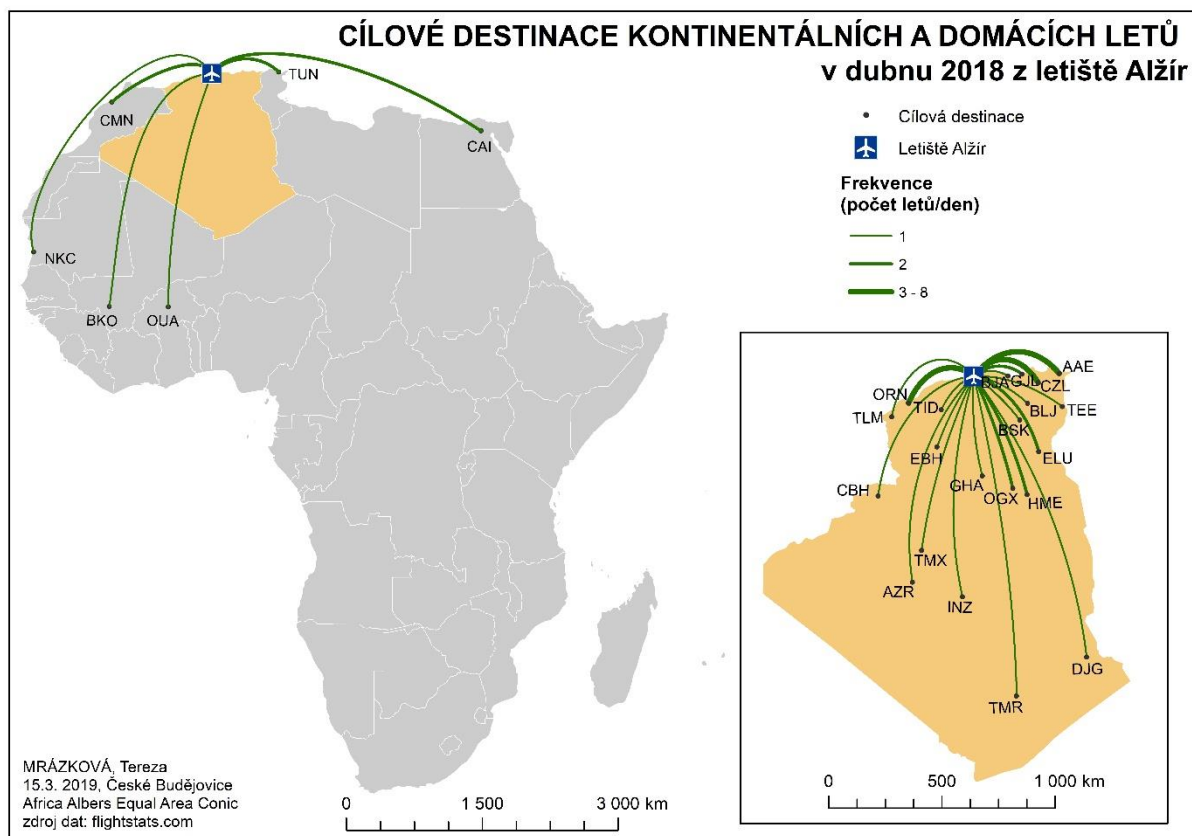 CÍLOVÉ DESTINACE KONTINENTÁLNÍCH A DOMÁCÍCH LETŮ
v dubnu 2018 z letiště Alžír
Cílová destinace
Letiště Alžír
Frekvence
(počet letů/den)
1
2
3 - 8
TUN
CMN
CAI
NKC
BKO
OUA
AAE
BJA
GJL
CZL
ORN
TID
BLJ
TEE
TLM
BSK
EBH
ELU
GHA
CBH
OGX
HME
TMX
AZR
INZ
DJG
TMR
0 500 1 000 km
MRÁZKOVÁ, Tereza
15.3. 2019, České Budějovice
Africa Albers Equal Area Conic
zdroj dat: flightstats.com
0 1 500 3 000 km